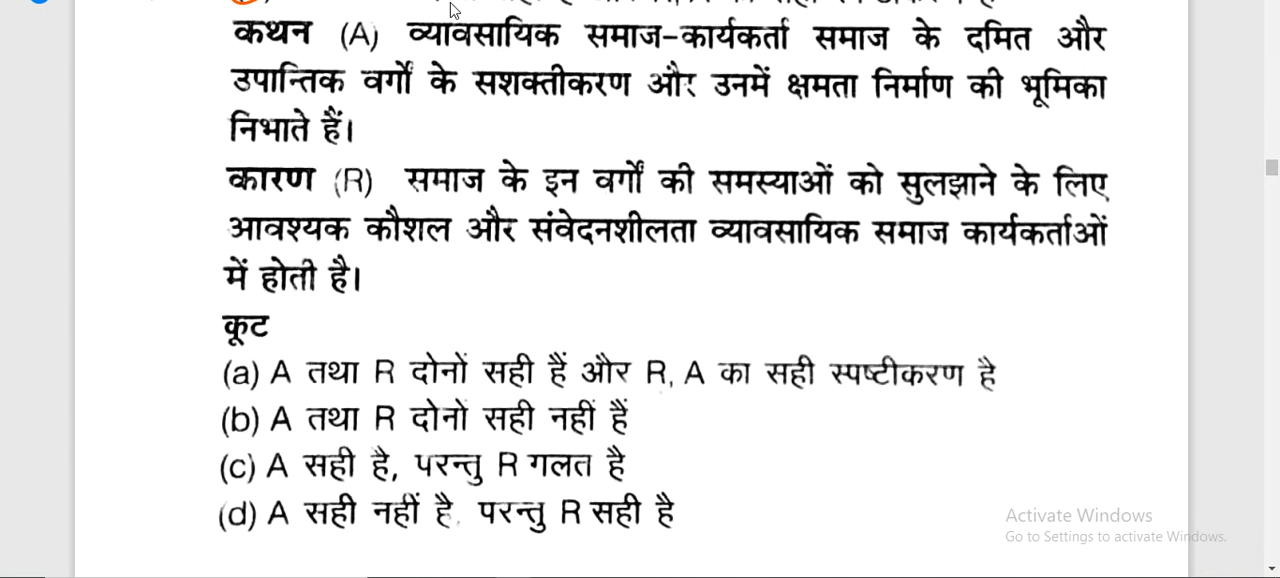 कथन (A) व्यावसायिक समाज-कार्यकर्ता समाज के दमित और
उपान्तिक वर्गों के सशक्तीकरण और उनमें क्षमता निर्माण की भूमिका
निभाते हैं।
कारण (R) समाज के इन वर्गों की समस्याओं को सुलझाने के लिए
आवश्यक कौशल और संवेदनशीलता व्यावसायिक समाज कार्यकर्ताओं
में होती है।
कूट
(a) A तथा R दोनों सही हैं और R, A का सही स्पष्टीकरण है
(b) A तथा R दोनों सही नहीं हैं
(c) A सही है, परन्तु R गलत है
(d) A सही नहीं है, परन्तु R सही है
Activate Windows
Go to Settings to activate Windows.